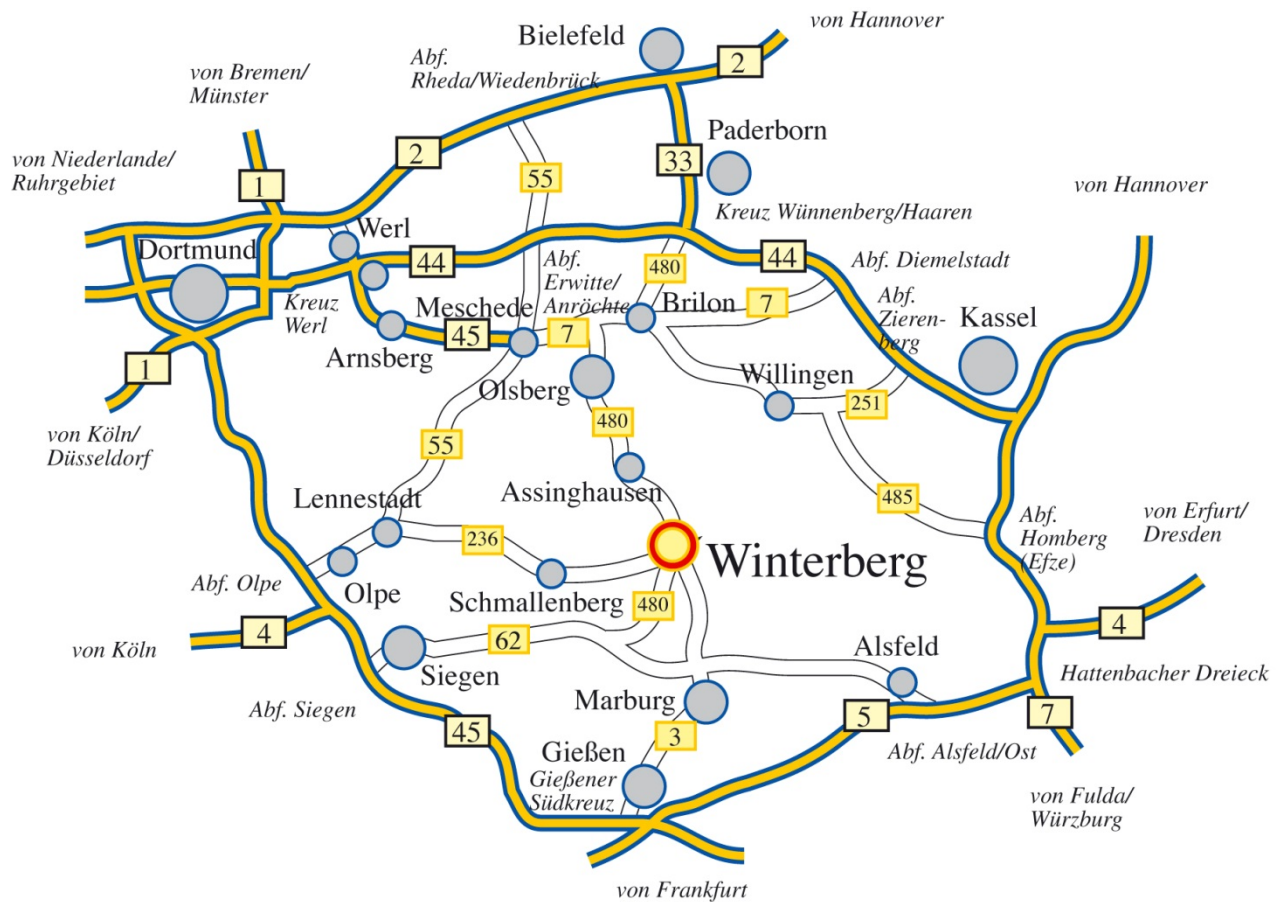 von Hannover
Bielefeld
2
Abf.
Rheda/Wiedenbrück
von Bremen/
Münster
Paderborn
2
33
von Niederlande/
Ruhrgebiet
1
55
von Hannover
Kreuz Wünnenberg/Haaren
Werl
Dortmund
44
44
Abf. Diemelstadt
480
Abf.
Erwitte/
Anröchte
Abf.
Zieren-
berg
Kreuz
Werl
Meschede
Brilon
7
Kassel
45
7
Arnsberg
1
Olsberg
Willingen
251
480
von Köln/
Düsseldorf
55
Assinghausen
485
Lennestadt
Abf.
Homberg
(Efze)
von Erfurt/
Dresden
236
Winterberg
Abf. Olpe
Olpe
Schmallenberg
480
4
4
62
von Köln
Alsfeld
Siegen
Hattenbacher Dreieck
Marburg
Abf. Siegen
5
7
45
3
Gießen
Abf. Alsfeld/Ost
Gießener
Südkreuz
von Fulda/
Würzburg
von Frankfurt